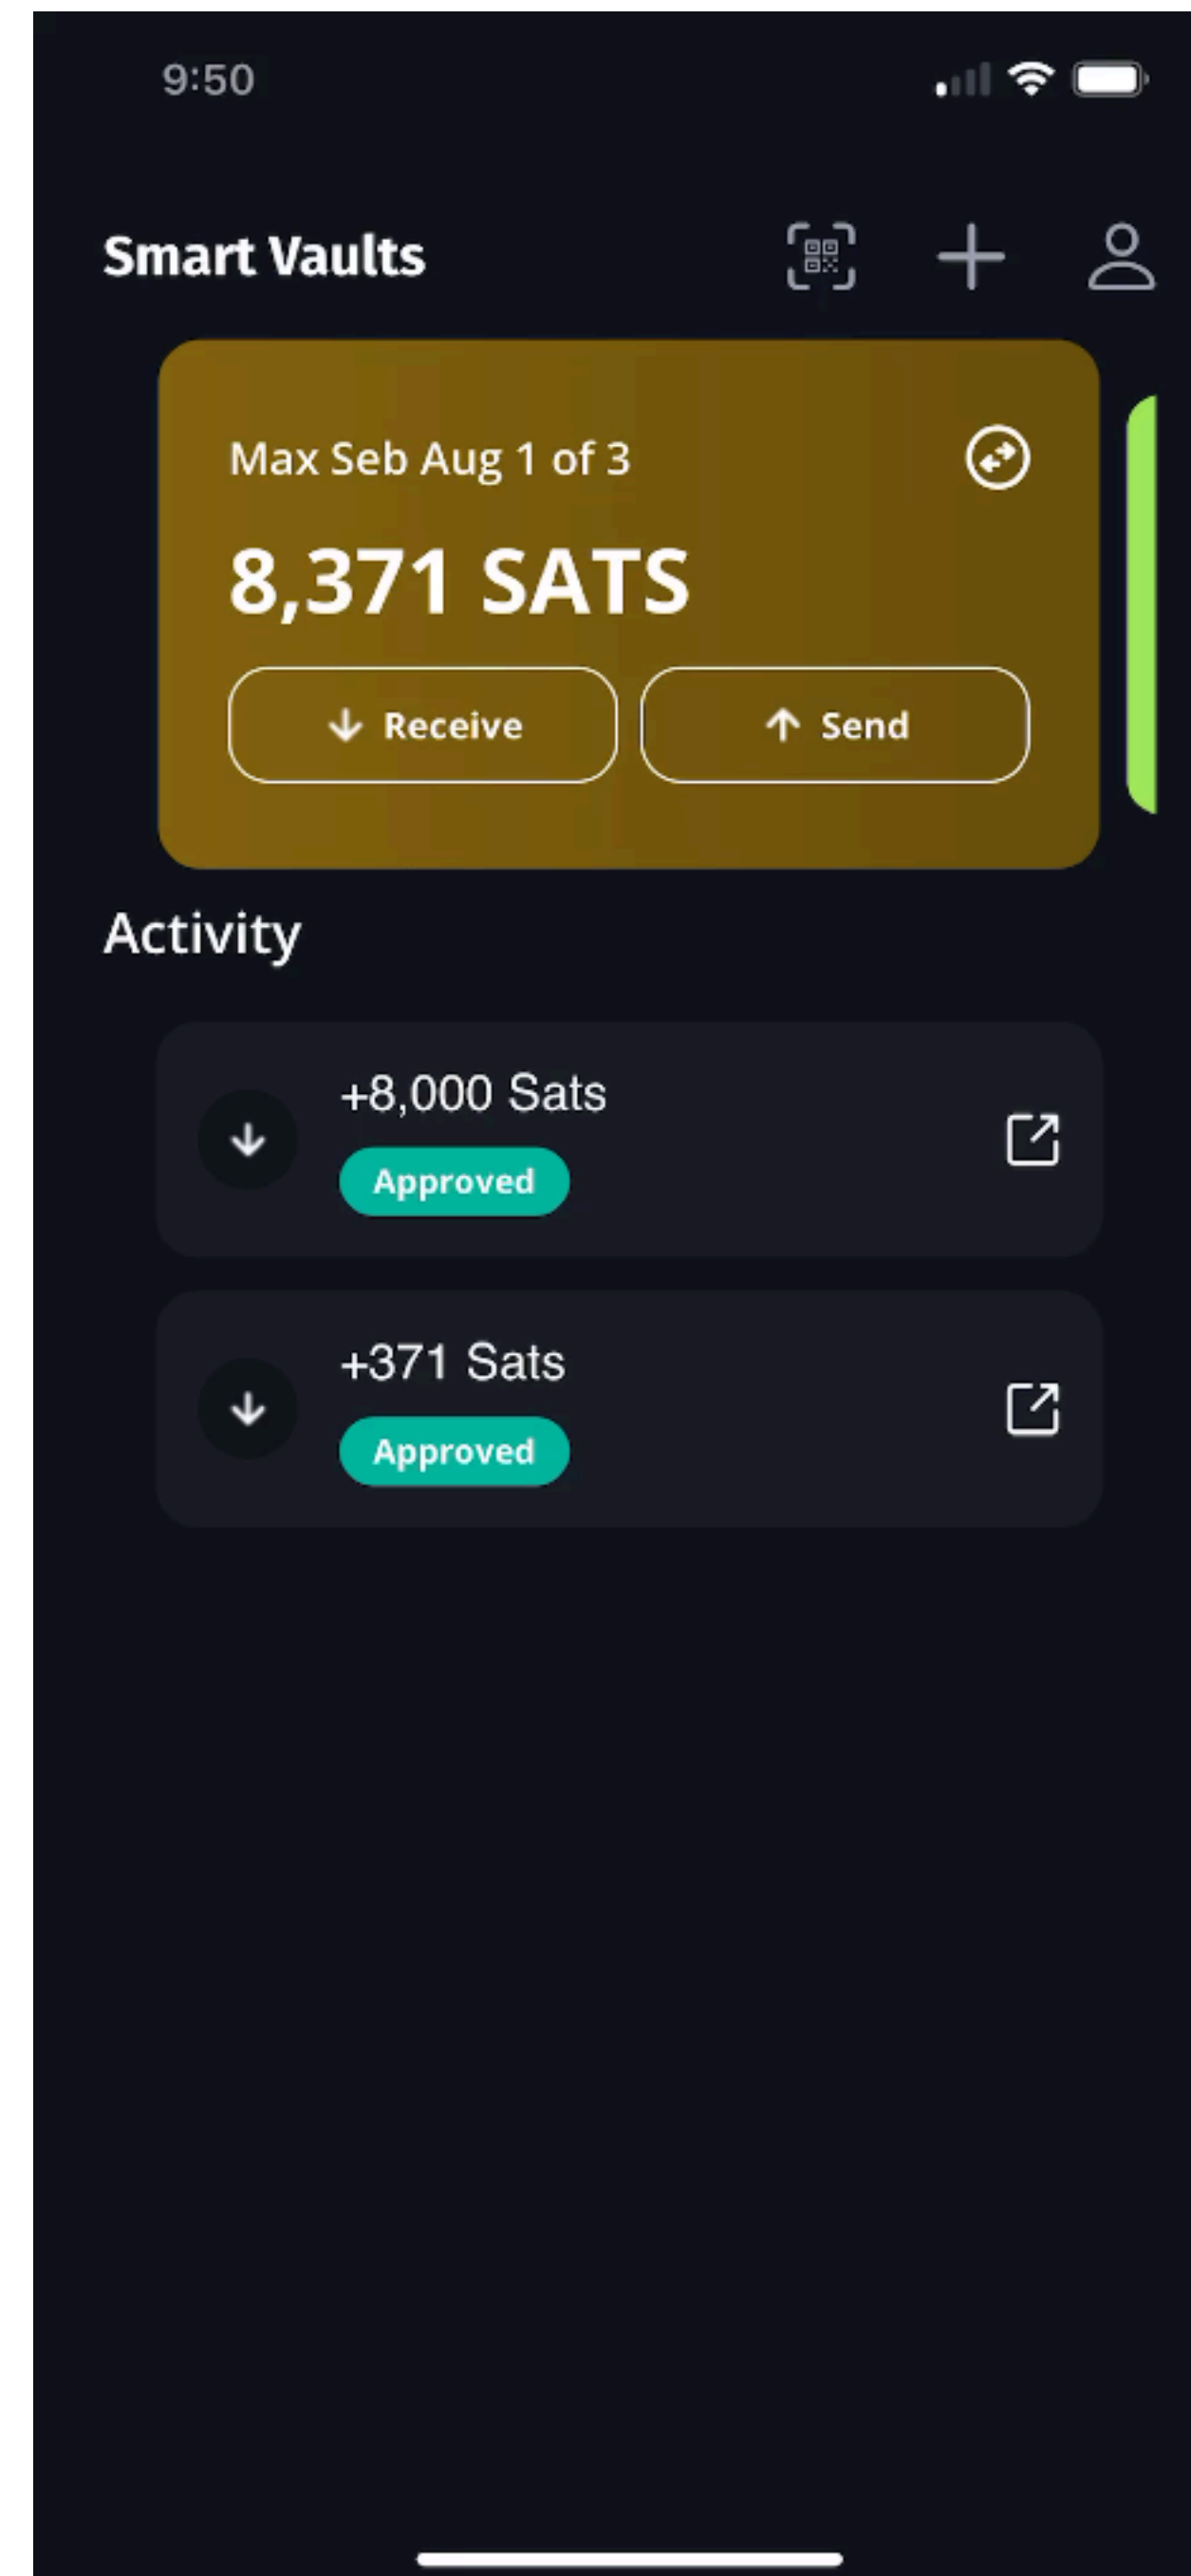 9:50
Smart Vaults
Max Seb Aug 1 of 3
8,371 SATS
Receive
Send
Activity
+8,000 Sats
Approved
+371 Sats
Approved